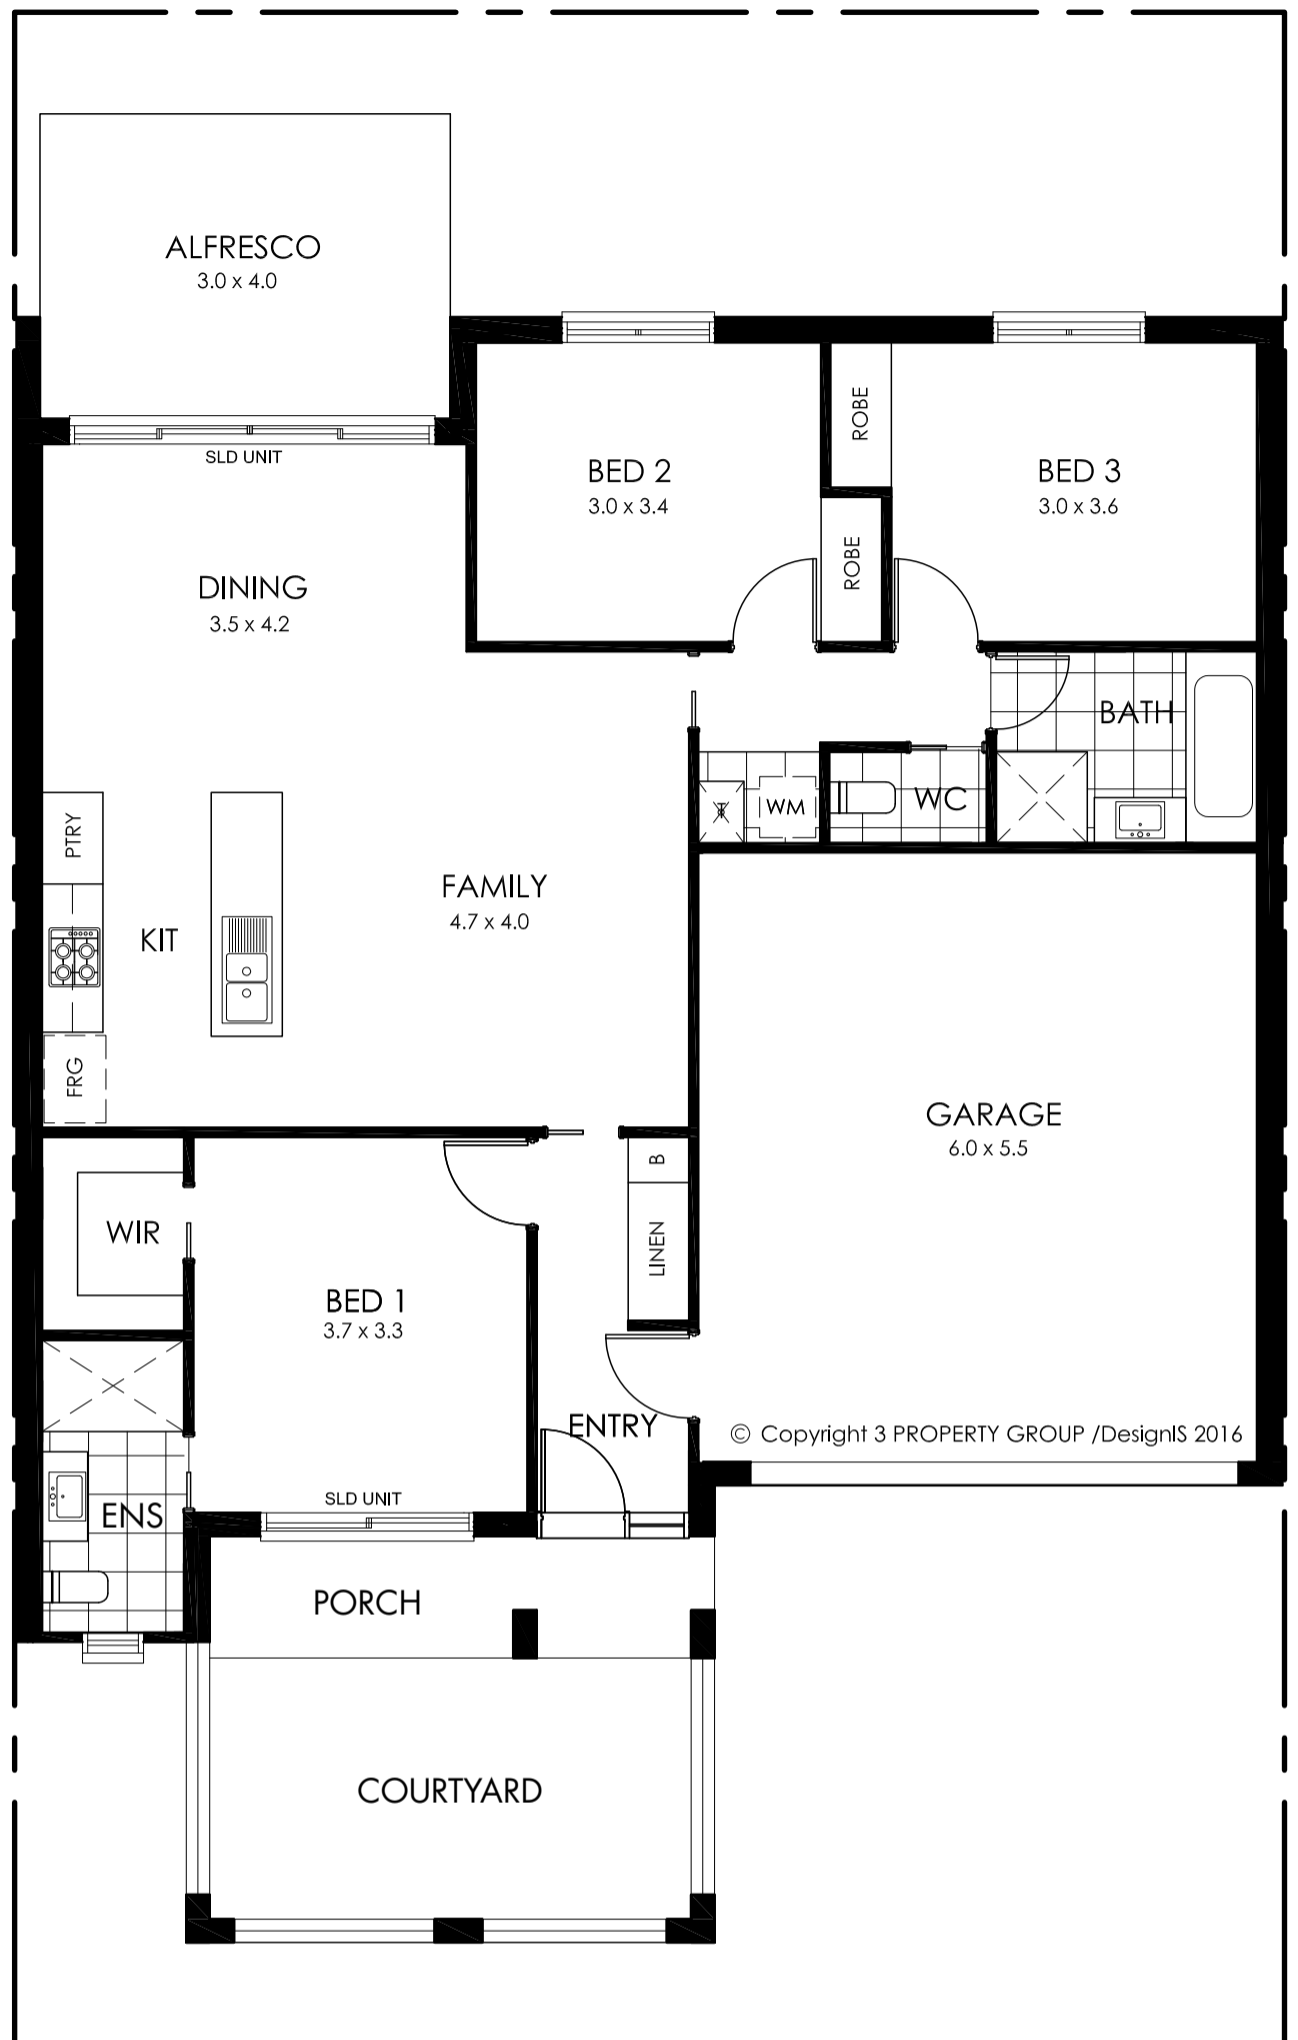 ALFRESCO
3.0 x 4.0
SLD UNIT
BED 2
3.0 x 3.4
ROBE
ROBE
BED 3
3.0 x 3.6
DINING
3.5 x 4.2
BATH
WM
WC
PTRY
KIT
FRG
FAMILY
4.7 x 4.0
GARAGE
6.0 x 5.5
B
LINEN
WIR
BED 1
3.7 x 3.3
ENTRY
© Copyright 3 PROPERTY GROUP /DesignIS 2016
SLD UNIT
ENS
PORCH
COURTYARD